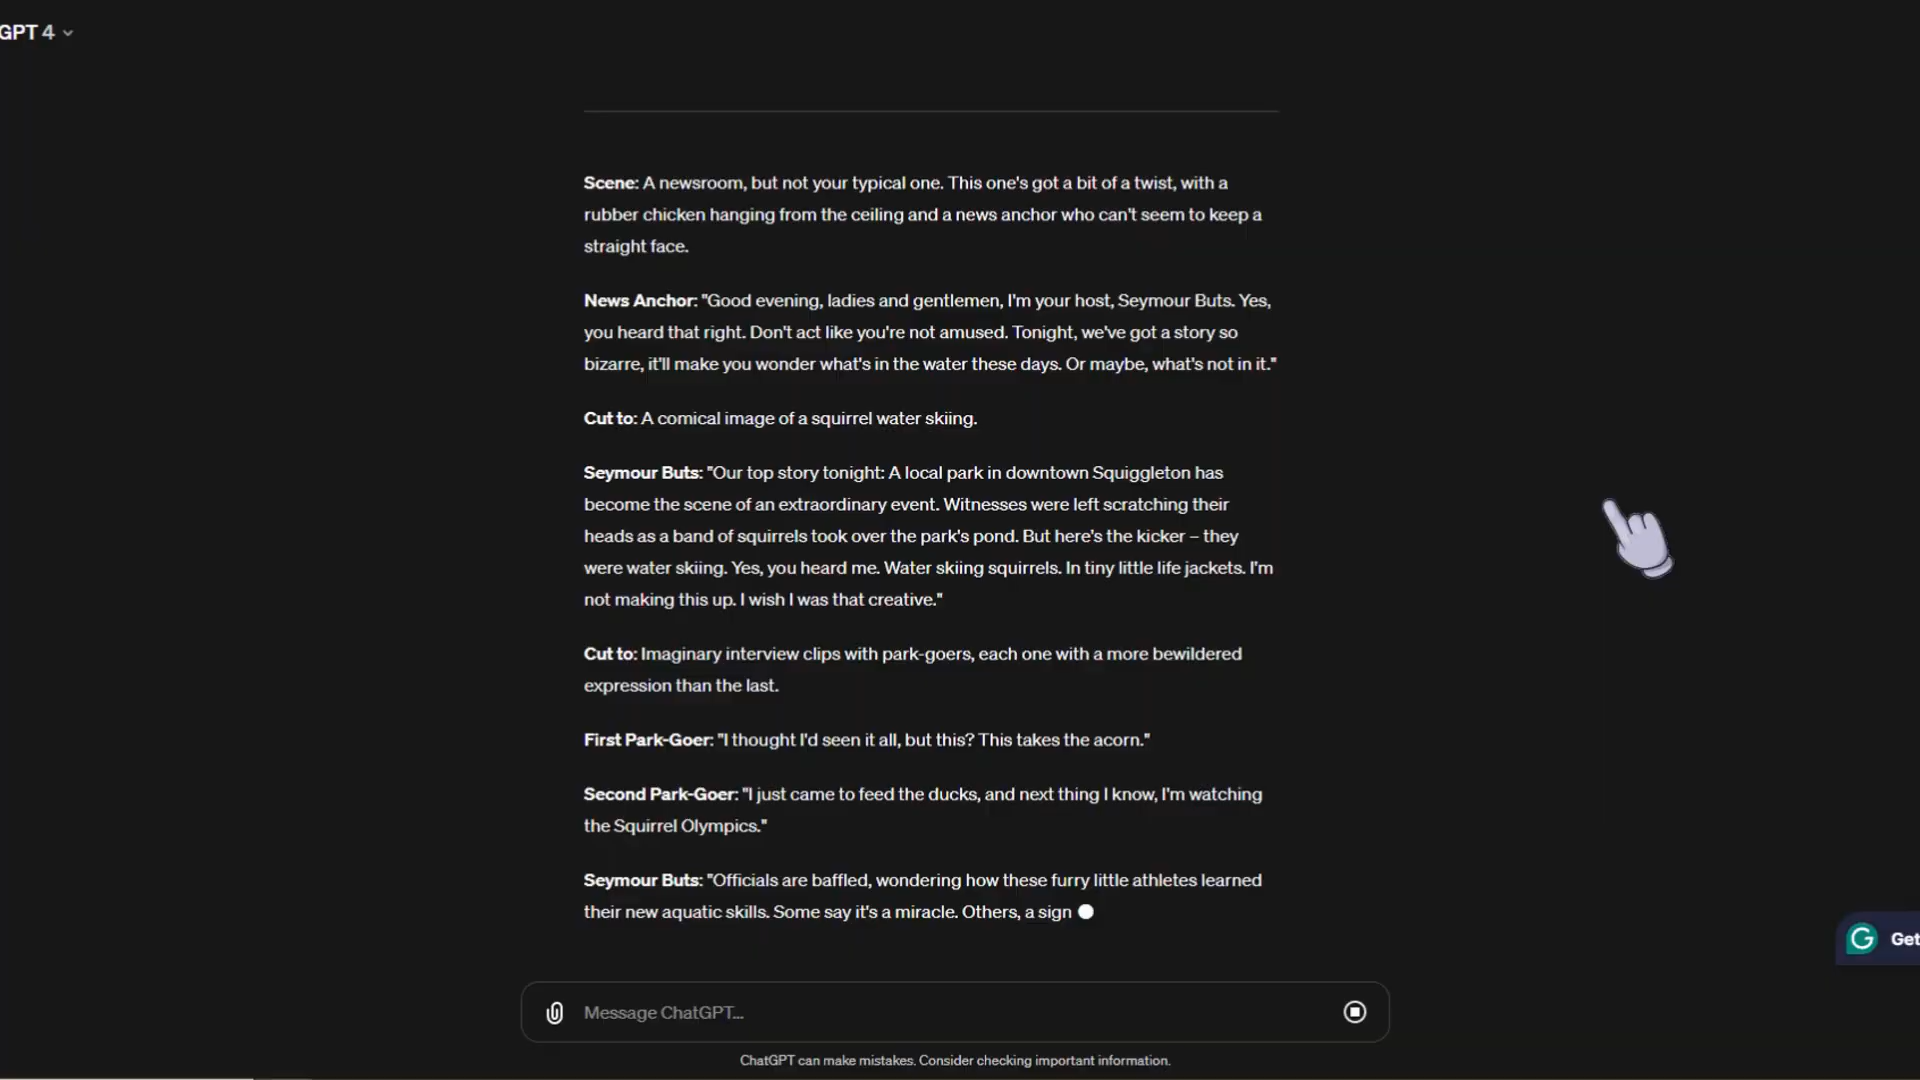 GPT 4
Scene: A newsroom, but not your typical one. This one's got a bit of a twist, with a
rubber chicken hanging from the ceiling and a news anchor who can't seem to keep a
straight face.
News Anchor: "Good evening, ladies and gentlemen, I'm your host, Seymour Buts. Yes,
you heard that right. Don't act like you're not amused. Tonight, we've got a story so
bizarre, it'll make you wonder what's in the water these days. Or maybe, what's not in it."
Cut to: A comical image of a squirrel water skiing.
Seymour Buts: "Our top story tonight: A local park in downtown Squiggleton has
become the scene of an extraordinary event. Witnesses were left scratching their
heads as a band of squirrels took over the park's pond. But here's the kicker – they
were water skiing. Yes, you heard me. Water skiing squirrels. In tiny little life jackets. I'm
not making this up. I wish I was that creative."
Cut to: Imaginary interview clips with park-goers, each one with a more bewildered
expression than the last.
First Park-Goer: "I thought I'd seen it all, but this? This takes the acorn."
Second Park-Goer: "I just came to feed the ducks, and next thing I know, I'm watching
the Squirrel Olympics."
Seymour Buts: "Officials are baffled, wondering how these furry little athletes learned
their new aquatic skills. Some say it's a miracle. Others, a sign
G Get
Message ChatGPT...
ChatGPT can make mistakes. Consider checking important information.